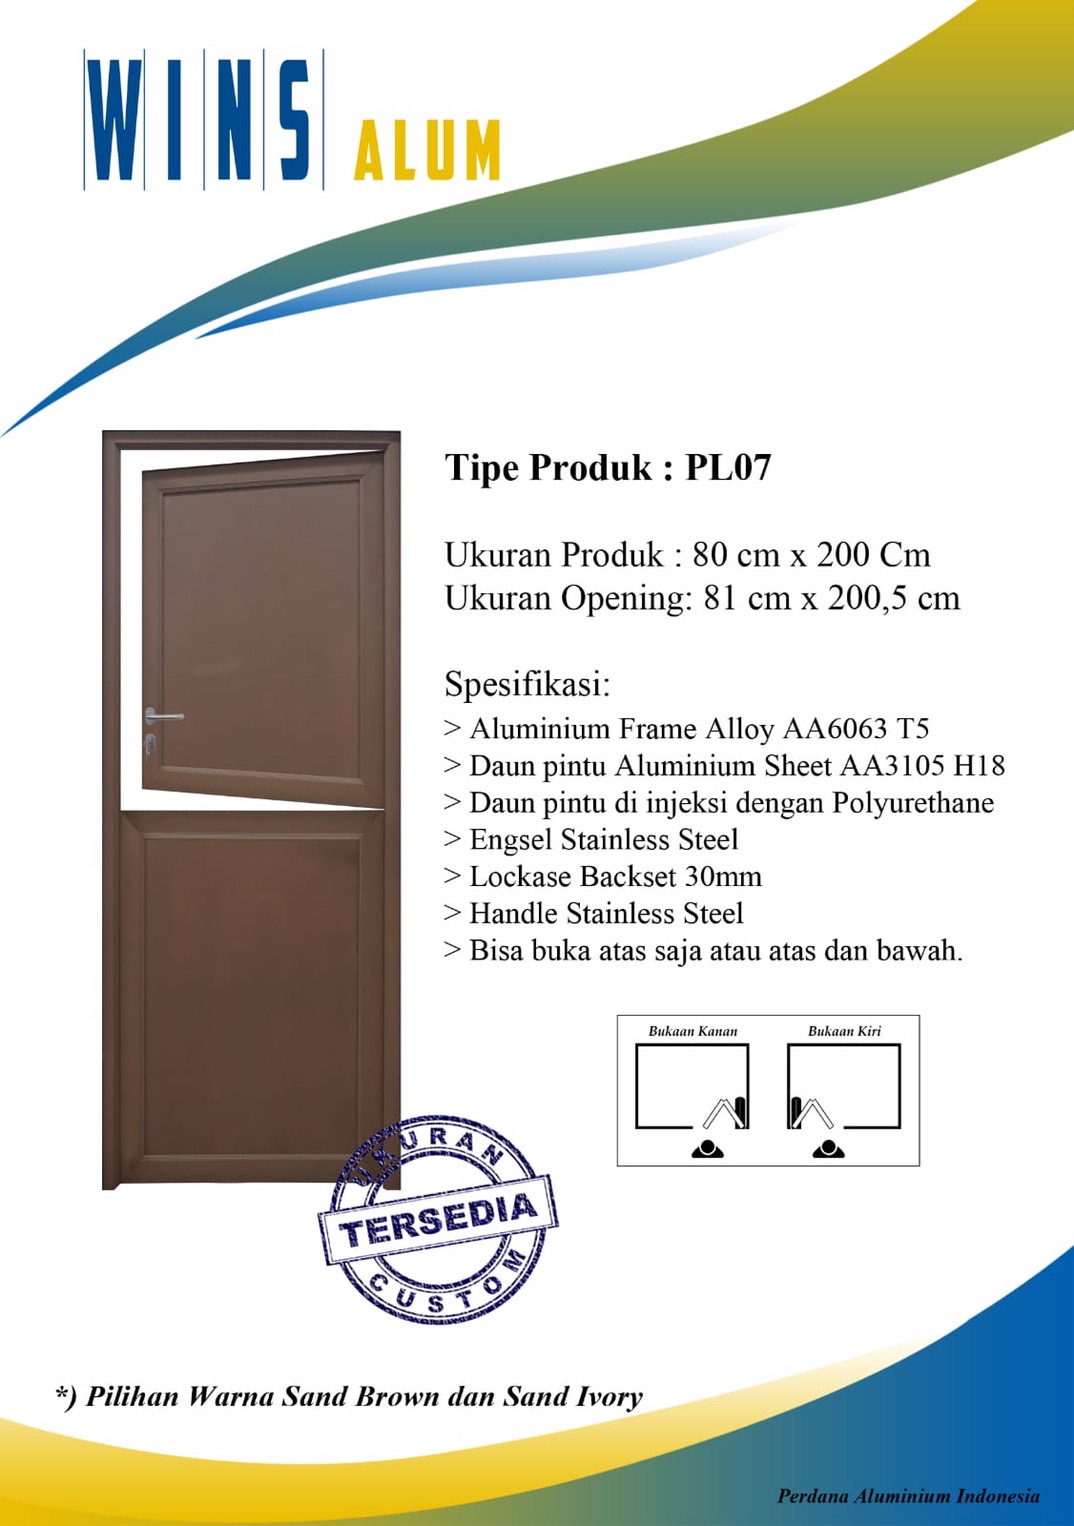 WINS ALUM
Tipe Produk : PL07
Ukuran Produk : 80 cm x 200 Cm
Ukuran Opening: 81 cm x 200,5 cm
Spesifikasi:
> Aluminium Frame Alloy AA6063 T5
> Daun pintu Aluminium Sheet AA3105 H18
> Daun pintu di injeksi dengan Polyurethane
> Engsel Stainless Steel
> Lockase Backset 30mm
> Handle Stainless Steel
> Bisa buka atas saja atau atas dan bawah.
Bukaan Kanan
Bukaan Kiri
UKURAN
TERSEDIA
CUSTOM
*) Pilihan Warna Sand Brown dan Sand Ivory
Perdana Aluminium Indonesia